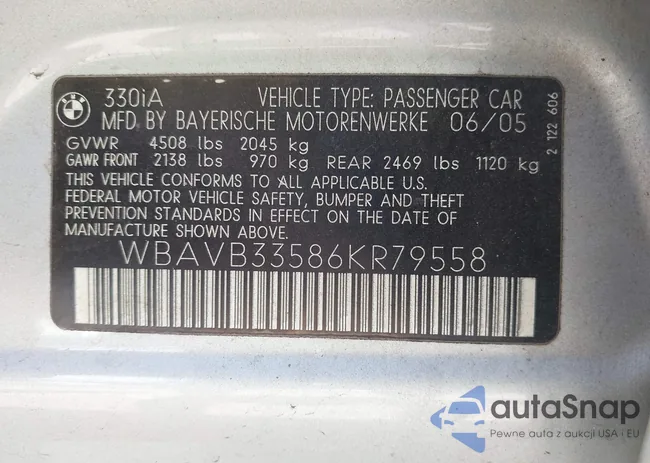 BMW
330iA VEHICLE TYPE: PASSENGER CAR
MFD BY BAYERISCHE MOTORENWERKE 06/05
GVWR 4508 lbs 2045 kg
GAWR FRONT 2138 lbs 970 kg REAR 2469 lbs 1120 kg
THIS VEHICLE CONFORMS TO ALL APPLICABLE U.S.
FEDERAL MOTOR VEHICLE SAFETY, BUMPER AND THEFT
PREVENTION STANDARDS IN EFFECT ON THE DATE OF
MANUFACTURE SHOWN ABOVE.
WBAVB33586KR79558
2 122 606
autaSnap
Pewne auta z aukcji USA i EU